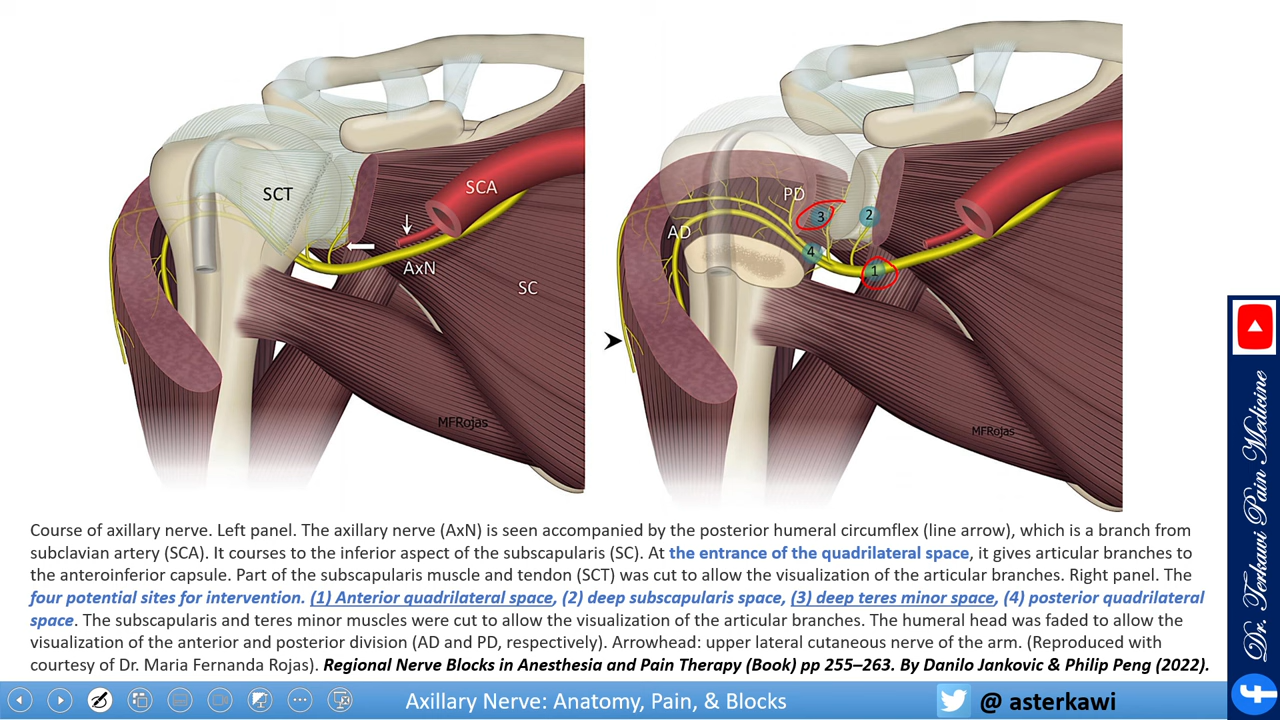 SCT
SCA
AxN
SC
MFRojas
PD
AD
3
2
4
1
MFRojas
Course of axillary nerve. Left panel. The axillary nerve (AxN) is seen accompanied by the posterior humeral circumflex (line arrow), which is a branch from
subclavian artery (SCA). It courses to the inferior aspect of the subscapularis (SC). At the entrance of the quadrilateral space, it gives articular branches to
the anteroinferior capsule. Part of the subscapularis muscle and tendon (SCT) was cut to allow the visualization of the articular branches. Right panel. The
four potential sites for intervention. (1) Anterior quadrilateral space, (2) deep subscapularis space, (3) deep teres minor space, (4) posterior quadrilateral
space. The subscapularis and teres minor muscles were cut to allow the visualization of the articular branches. The humeral head was faded to allow the
visualization of the anterior and posterior division (AD and PD, respectively). Arrowhead: upper lateral cutaneous nerve of the arm. (Reproduced with
courtesy of Dr. Maria Fernanda Rojas). Regional Nerve Blocks in Anesthesia and Pain Therapy (Book) pp 255–263. By Danilo Jankovic & Philip Peng (2022).
Axillary Nerve: Anatomy, Pain, & Blocks
@ asterkawi
Dr. Terkawi Pain Medicine